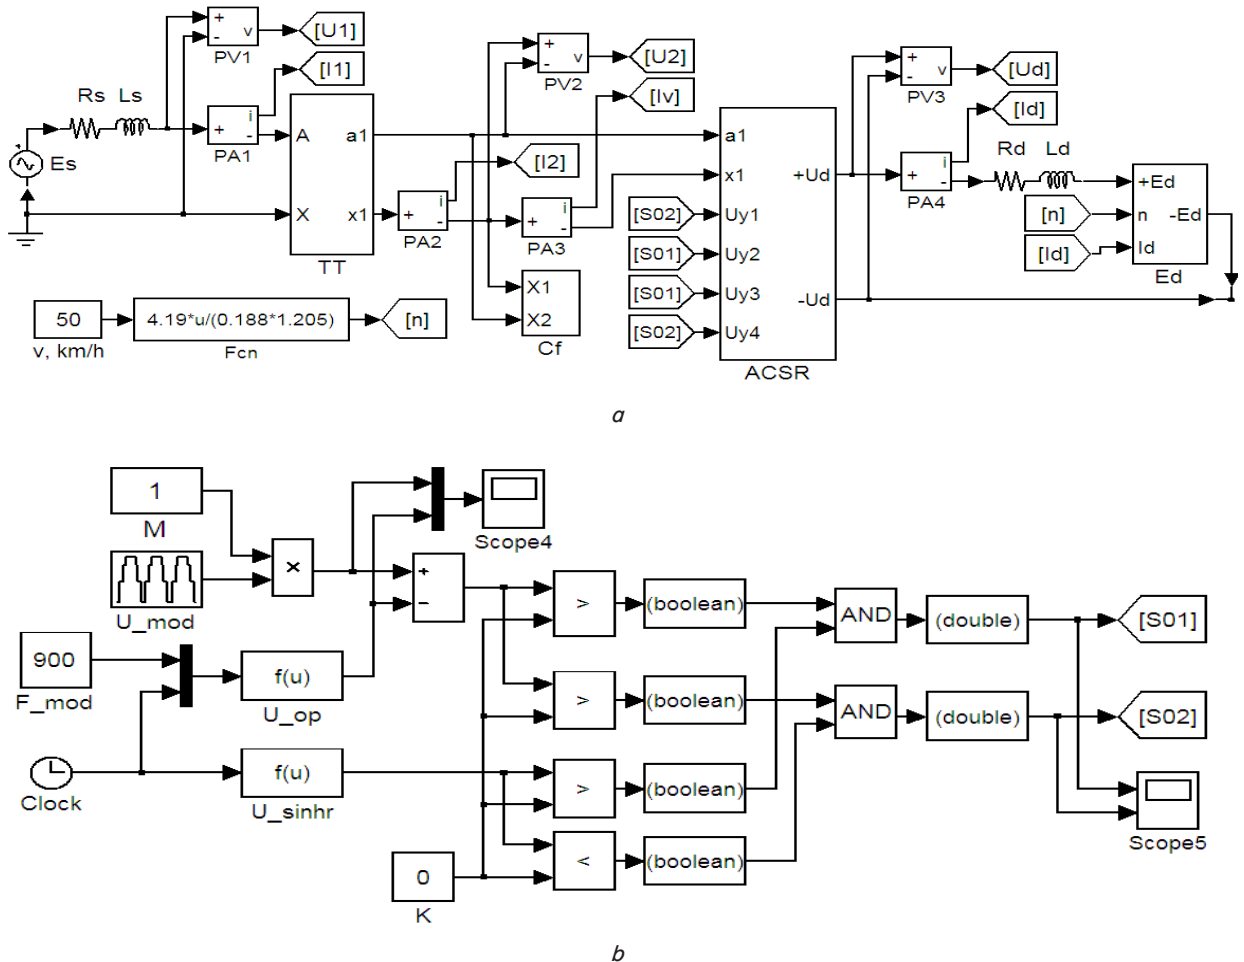 +
-
v
PV1
[U1]
[I1]
Rs
Ls
+
i
-
PA1
Es
A
a1
X
x1
TT
+
-
v
PV2
[U2]
[Iv]
[I2]
+
i
-
PA2
+
i
-
PA3
X1
X2
Cf
50
v, km/h
4.19*u/(0.188*1.205)
Fcn
[n]
[S02]
[S01]
[S01]
[S02]
a1
x1
Uy1
Uy2
Uy3
Uy4
+Ud
-Ud
ACSR
+
-
v
PV3
[Ud]
[Id]
+
i
-
PA4
Rd
Ld
[n]
[Id]
+Ed
n
-Ed
Id
Ed
a
1
M
U_mod
900
F_mod
Clock
×
f(u)
U_op
f(u)
U_sinhr
Scope4
+
−
0
K
>
>
>
<
(boolean)
(boolean)
(boolean)
(boolean)
AND
AND
(double)
(double)
[S01]
[S02]
Scope5
b